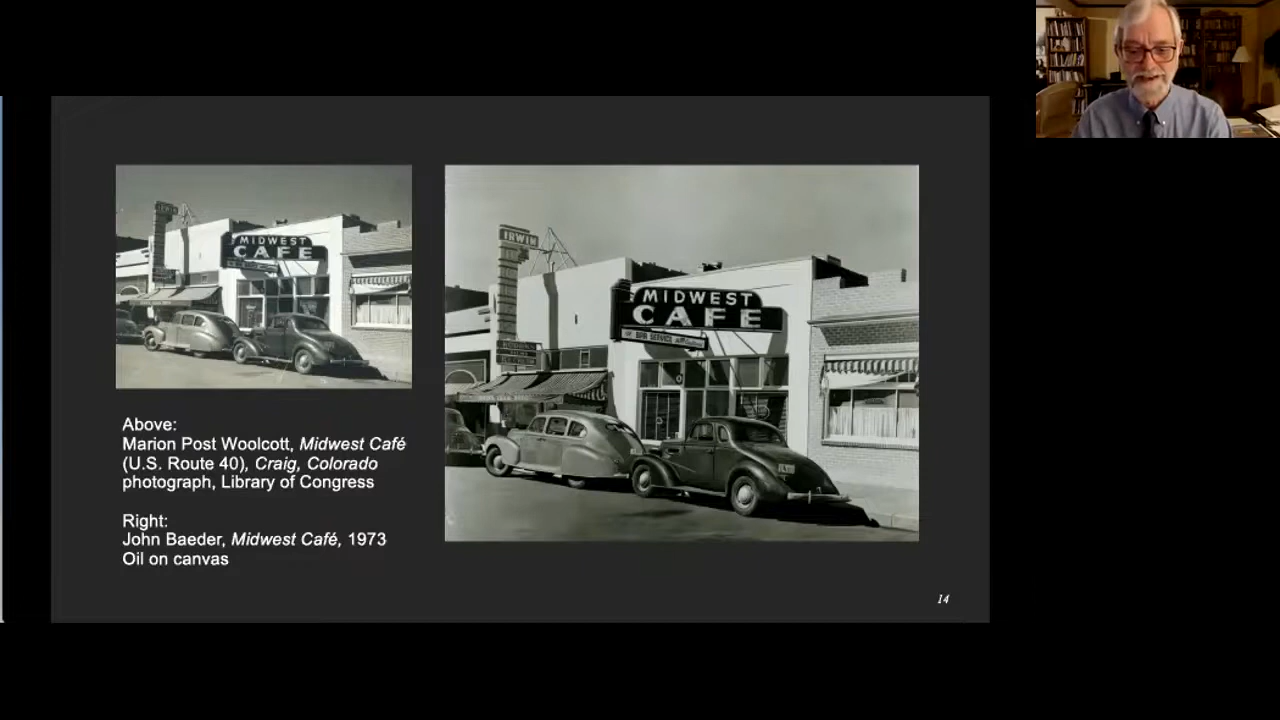 IRWIN
MIDWEST
CAFE
IRWIN
MIDWEST
CAFE
Above:
Marion Post Woolcott, Midwest Café
(U.S. Route 40), Craig, Colorado
photograph, Library of Congress
Right:
John Baeder, Midwest Café, 1973
Oil on canvas
14